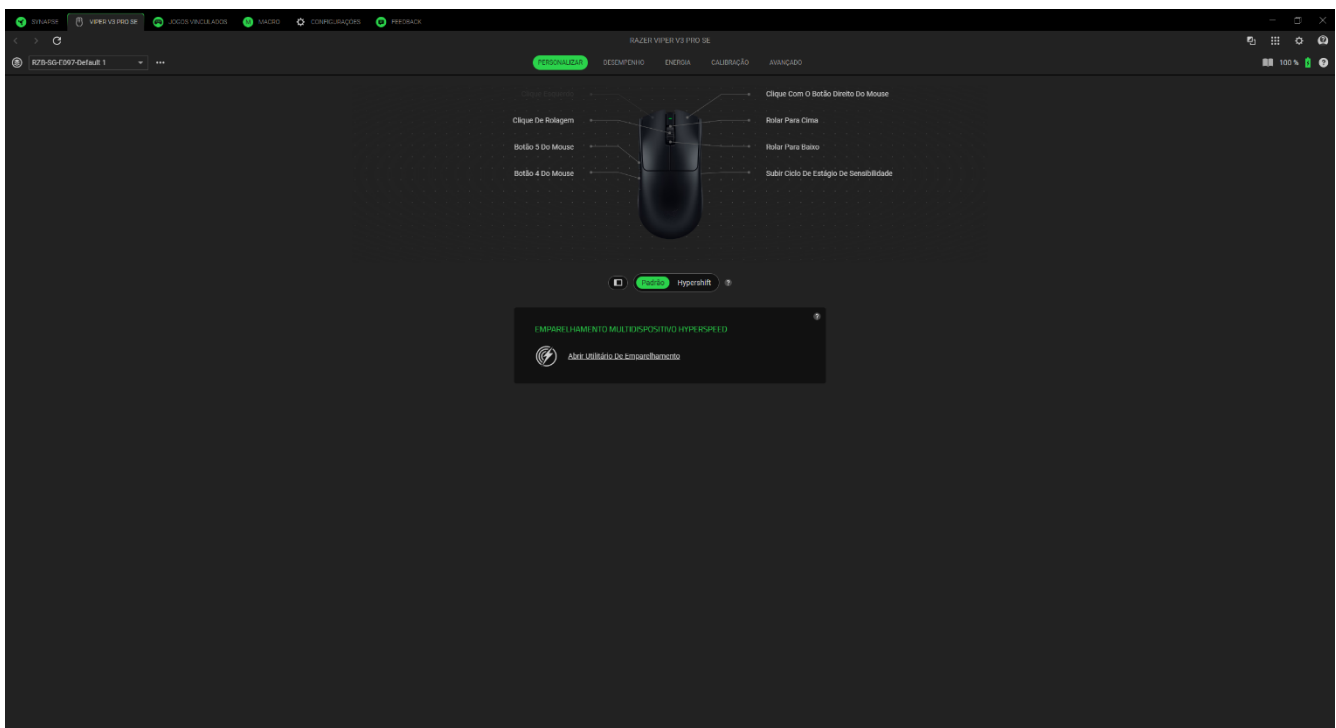 SYNAPSE VIPER V3 PRO SE JOGOS VINCULADOS MACRO CONFIGURAÇÕES FEEDBACK
RAZER VIPER V3 PRO SE
RZB-SG-E097-Default 1 PERSONALIZAR DESEMPENHO ENERGIA CALIBRAÇÃO AVANÇADO 100 %
Clique Com O Botão Direito Do Mouse
Clique De Rolagem Rolar Para Cima
Botão 5 Do Mouse Rolar Para Baixo
Botão 4 Do Mouse Subir Ciclo De Estágio De Sensibilidade
Padrão Hypershift
EMPARELHAMENTO MULTIDISPOSITIVO HYPERSPEED
Abrir Utilitário De Emparelhamento